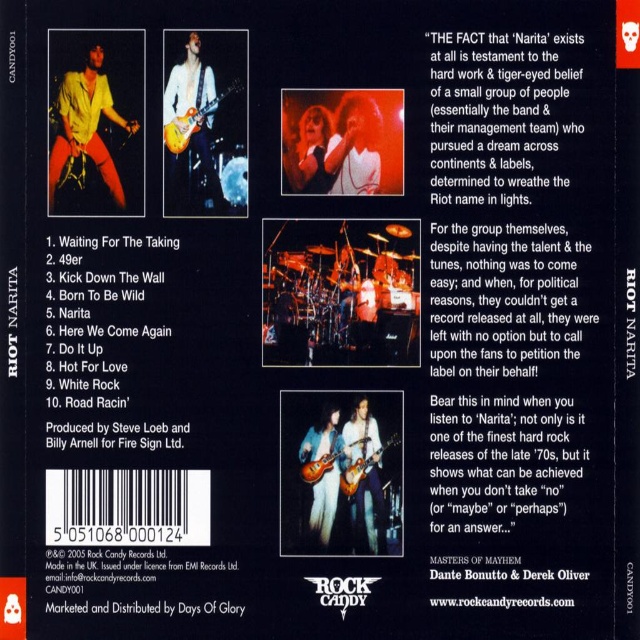 CANDY001
RIOT NARITA
1. Waiting For The Taking
2. 49er
3. Kick Down The Wall
4. Born To Be Wild
5. Narita
6. Here We Come Again
7. Do It Up
8. Hot For Love
9. White Rock
10. Road Racin'
Produced by Steve Loeb and
Billy Arnell for Fire Sign Ltd.
5 051068 000124
℗&© 2005 Rock Candy Records Ltd.
Made in the UK. Issued under licence from EMI Records Ltd.
email:info@rockcandyrecords.com
CANDY001
Marketed and Distributed by Days Of Glory
ROCK
CANDY
“THE FACT that ‘Narita’ exists
at all is testament to the
hard work & tiger-eyed belief
of a small group of people
(essentially the band &
their management team) who
pursued a dream across
continents & labels,
determined to wreathe the
Riot name in lights.
For the group themselves,
despite having the talent & the
tunes, nothing was to come
easy; and when, for political
reasons, they couldn’t get a
record released at all, they were
left with no option but to call
upon the fans to petition the
label on their behalf!
Bear this in mind when you
listen to ‘Narita’; not only is it
one of the finest hard rock
releases of the late ’70s, but it
shows what can be achieved
when you don’t take “no”
(or “maybe” or “perhaps”)
for an answer...”
MASTERS OF MAYHEM
Dante Bonutto & Derek Oliver
www.rockcandyrecords.com
RIOT NARITA
CANDY001